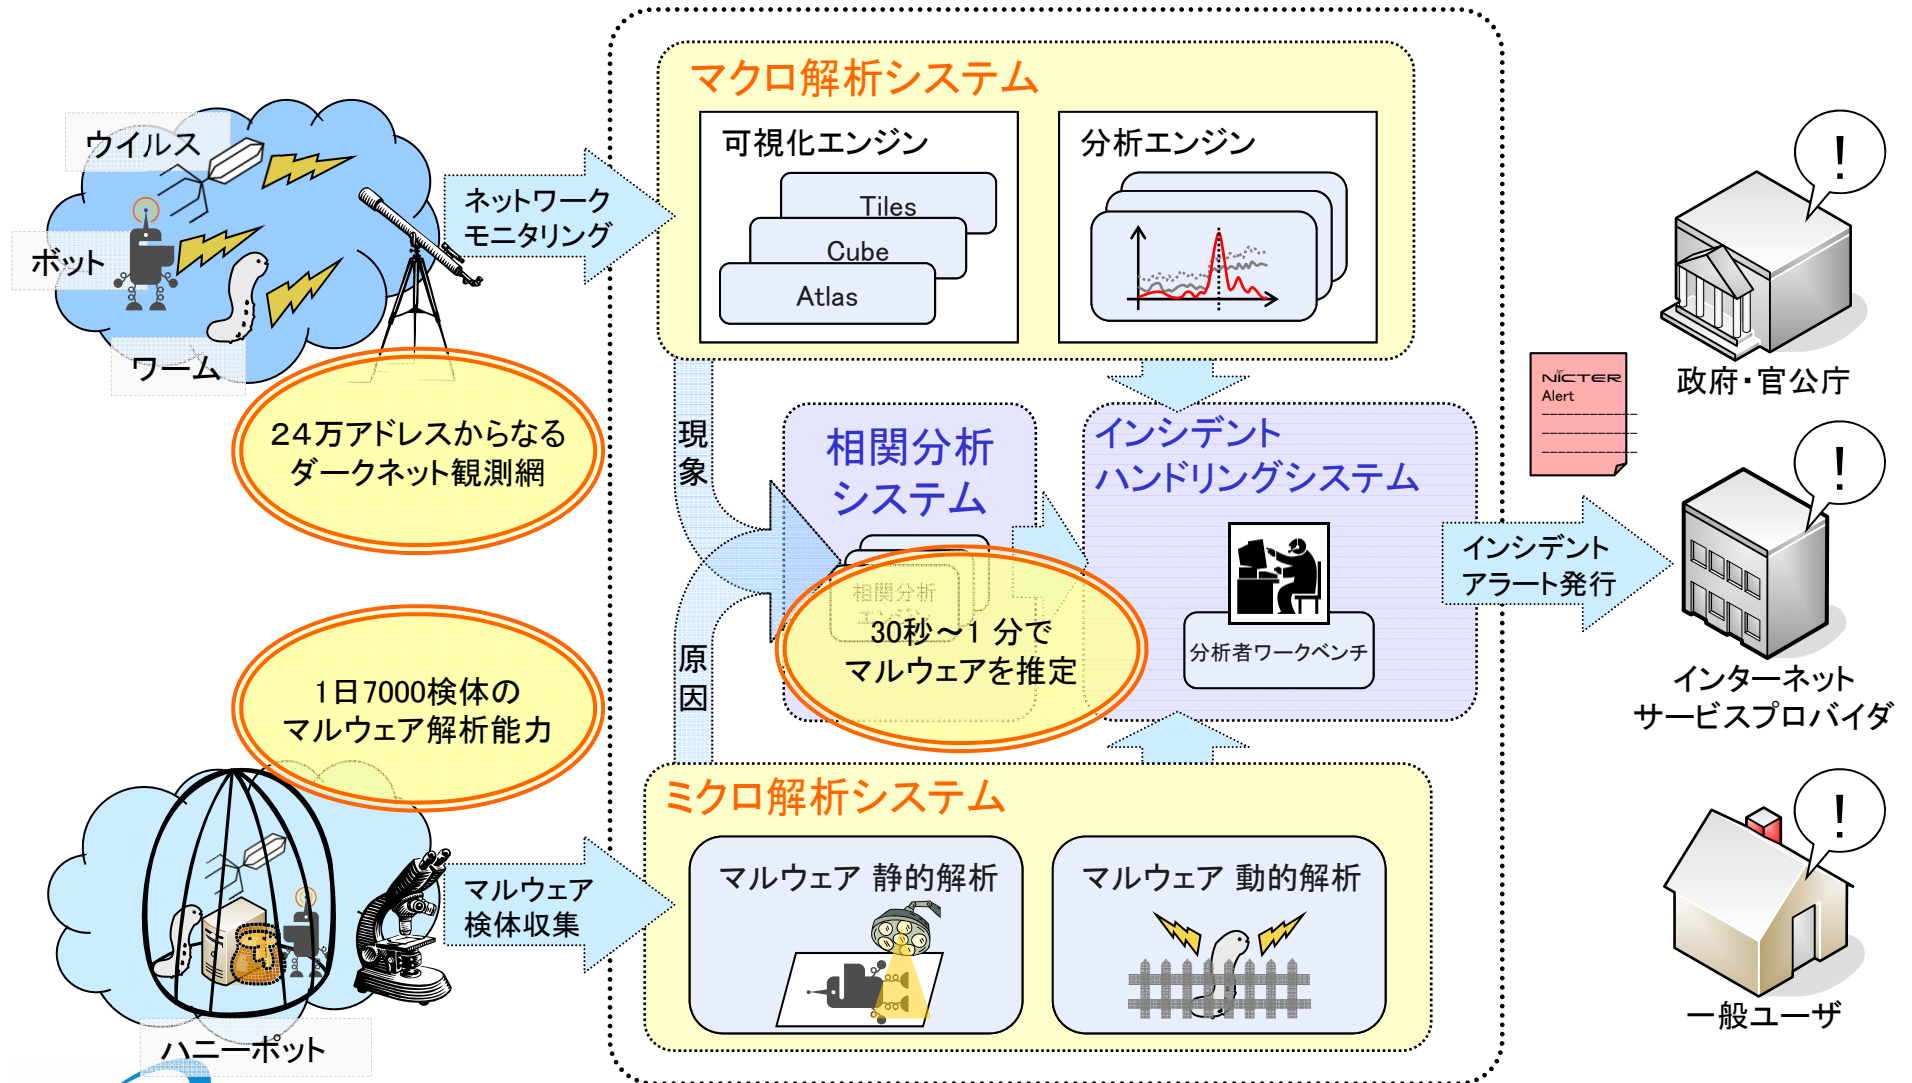 マクロ解析システム
可視化エンジン
Tiles
Cube
Atlas
分析エンジン
ウイルス
ボット
ワーム
ネットワーク
モニタリング
２４万アドレスからなる
ダークネット観測網
現
象
相関分析
システム
相関分析
エンジン
30秒～1 分で
マルウェアを推定
インシデント
ハンドリングシステム
分析者ワークベンチ
NICTER
Alert
インシデント
アラート発行
!
政府・官公庁
!
インターネット
サービスプロバイダ
!
一般ユーザ
1日7000検体の
マルウェア解析能力
原
因
ミクロ解析システム
マルウェア 静的解析
マルウェア 動的解析
マルウェア
検体収集
ハニーポット